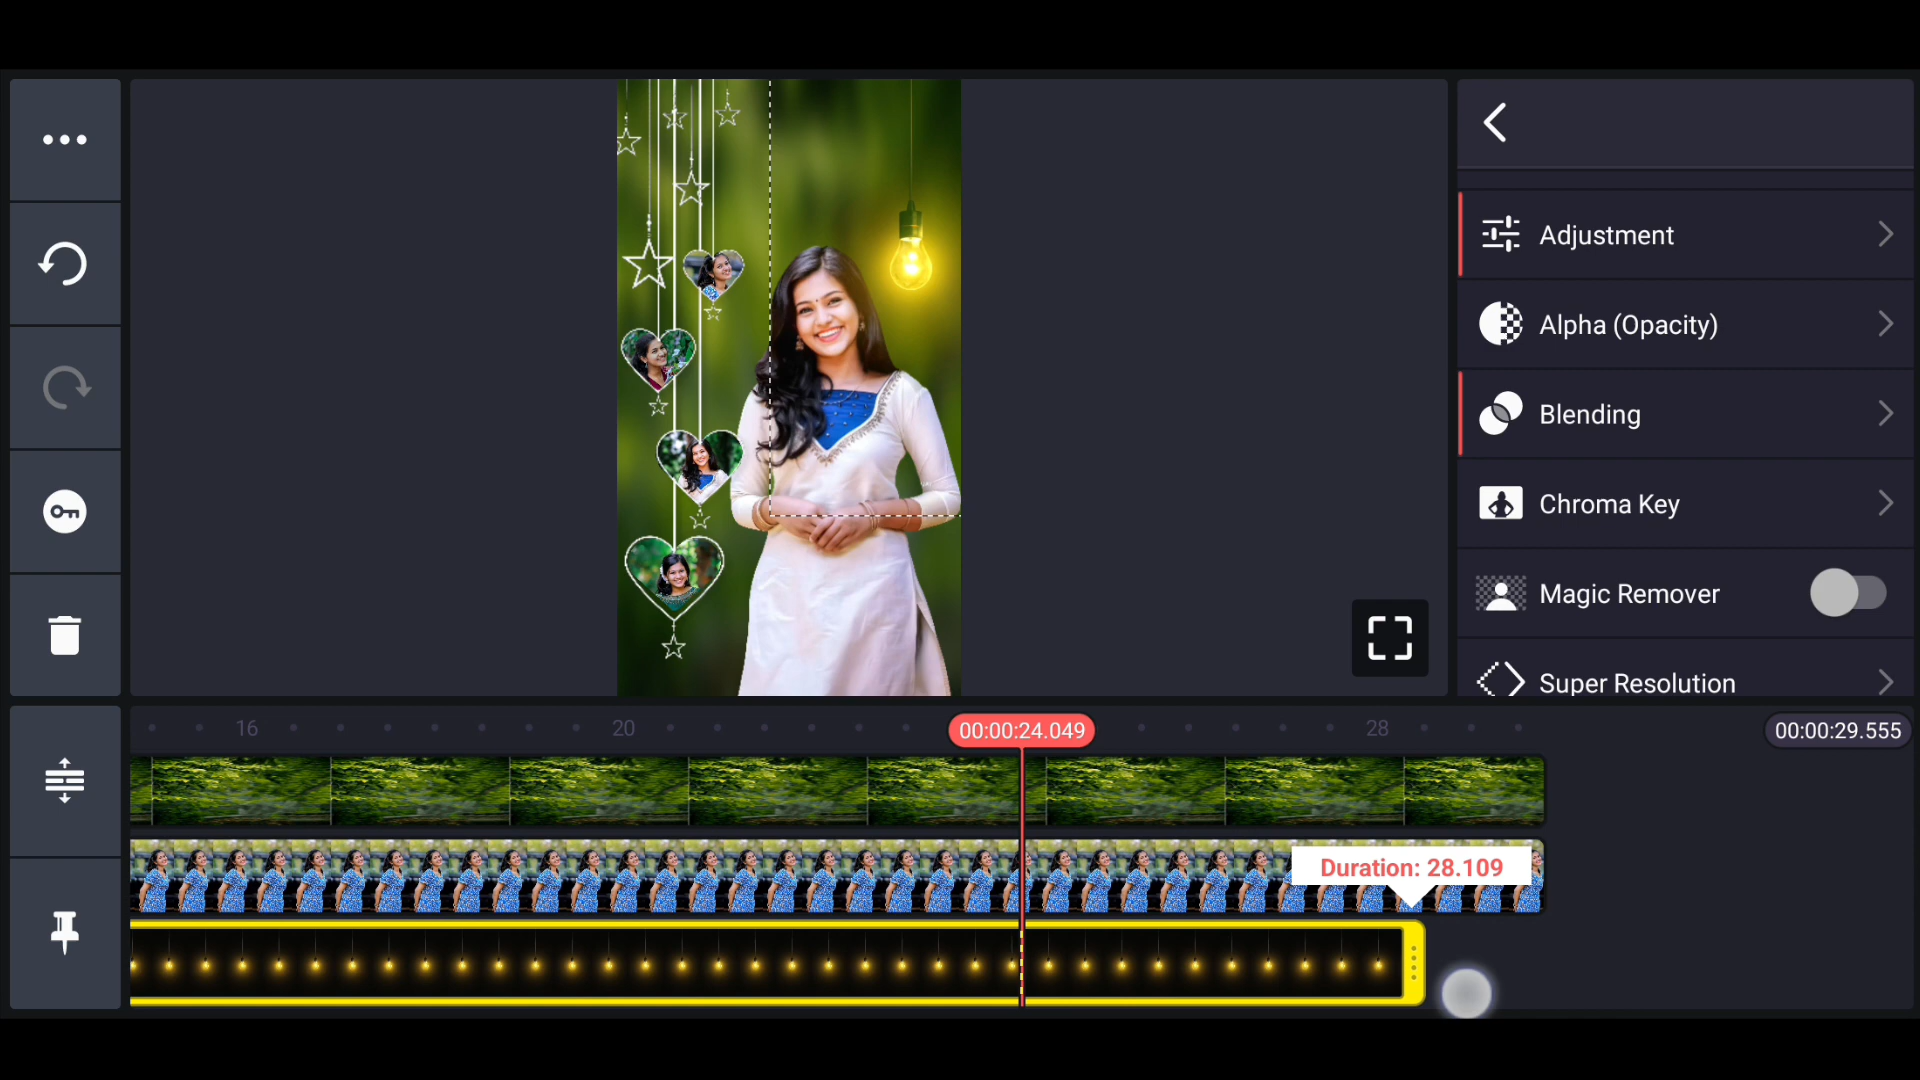 Adjustment
Alpha (Opacity)
Blending
Chroma Key
Magic Remover
Super Resolution
16
20
00:00:24.049
28
00:00:29.555
Duration: 28.109